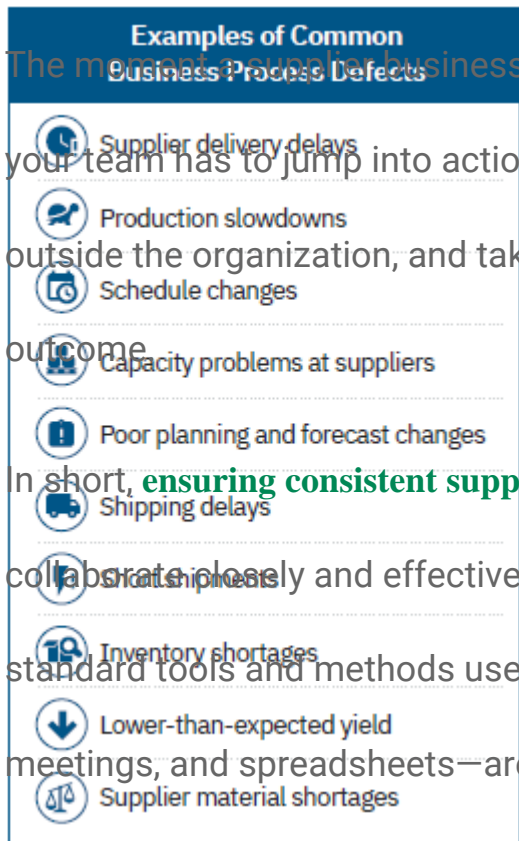 Examples of Common
Business Process Defects
The moment a supplier business
Supplier delivery delays
your team has to jump into actio
Production slowdowns
outside the organization, and tak
Schedule changes
outcome.
Capacity problems at suppliers
Poor planning and forecast changes
In short, ensuring consistent supp
Shipping delays
Short shipments
collaborate closely and effective
Inventory shortages
standard tools and methods use
Lower-than-expected yield
meetings, and spreadsheets—are
Supplier material shortages